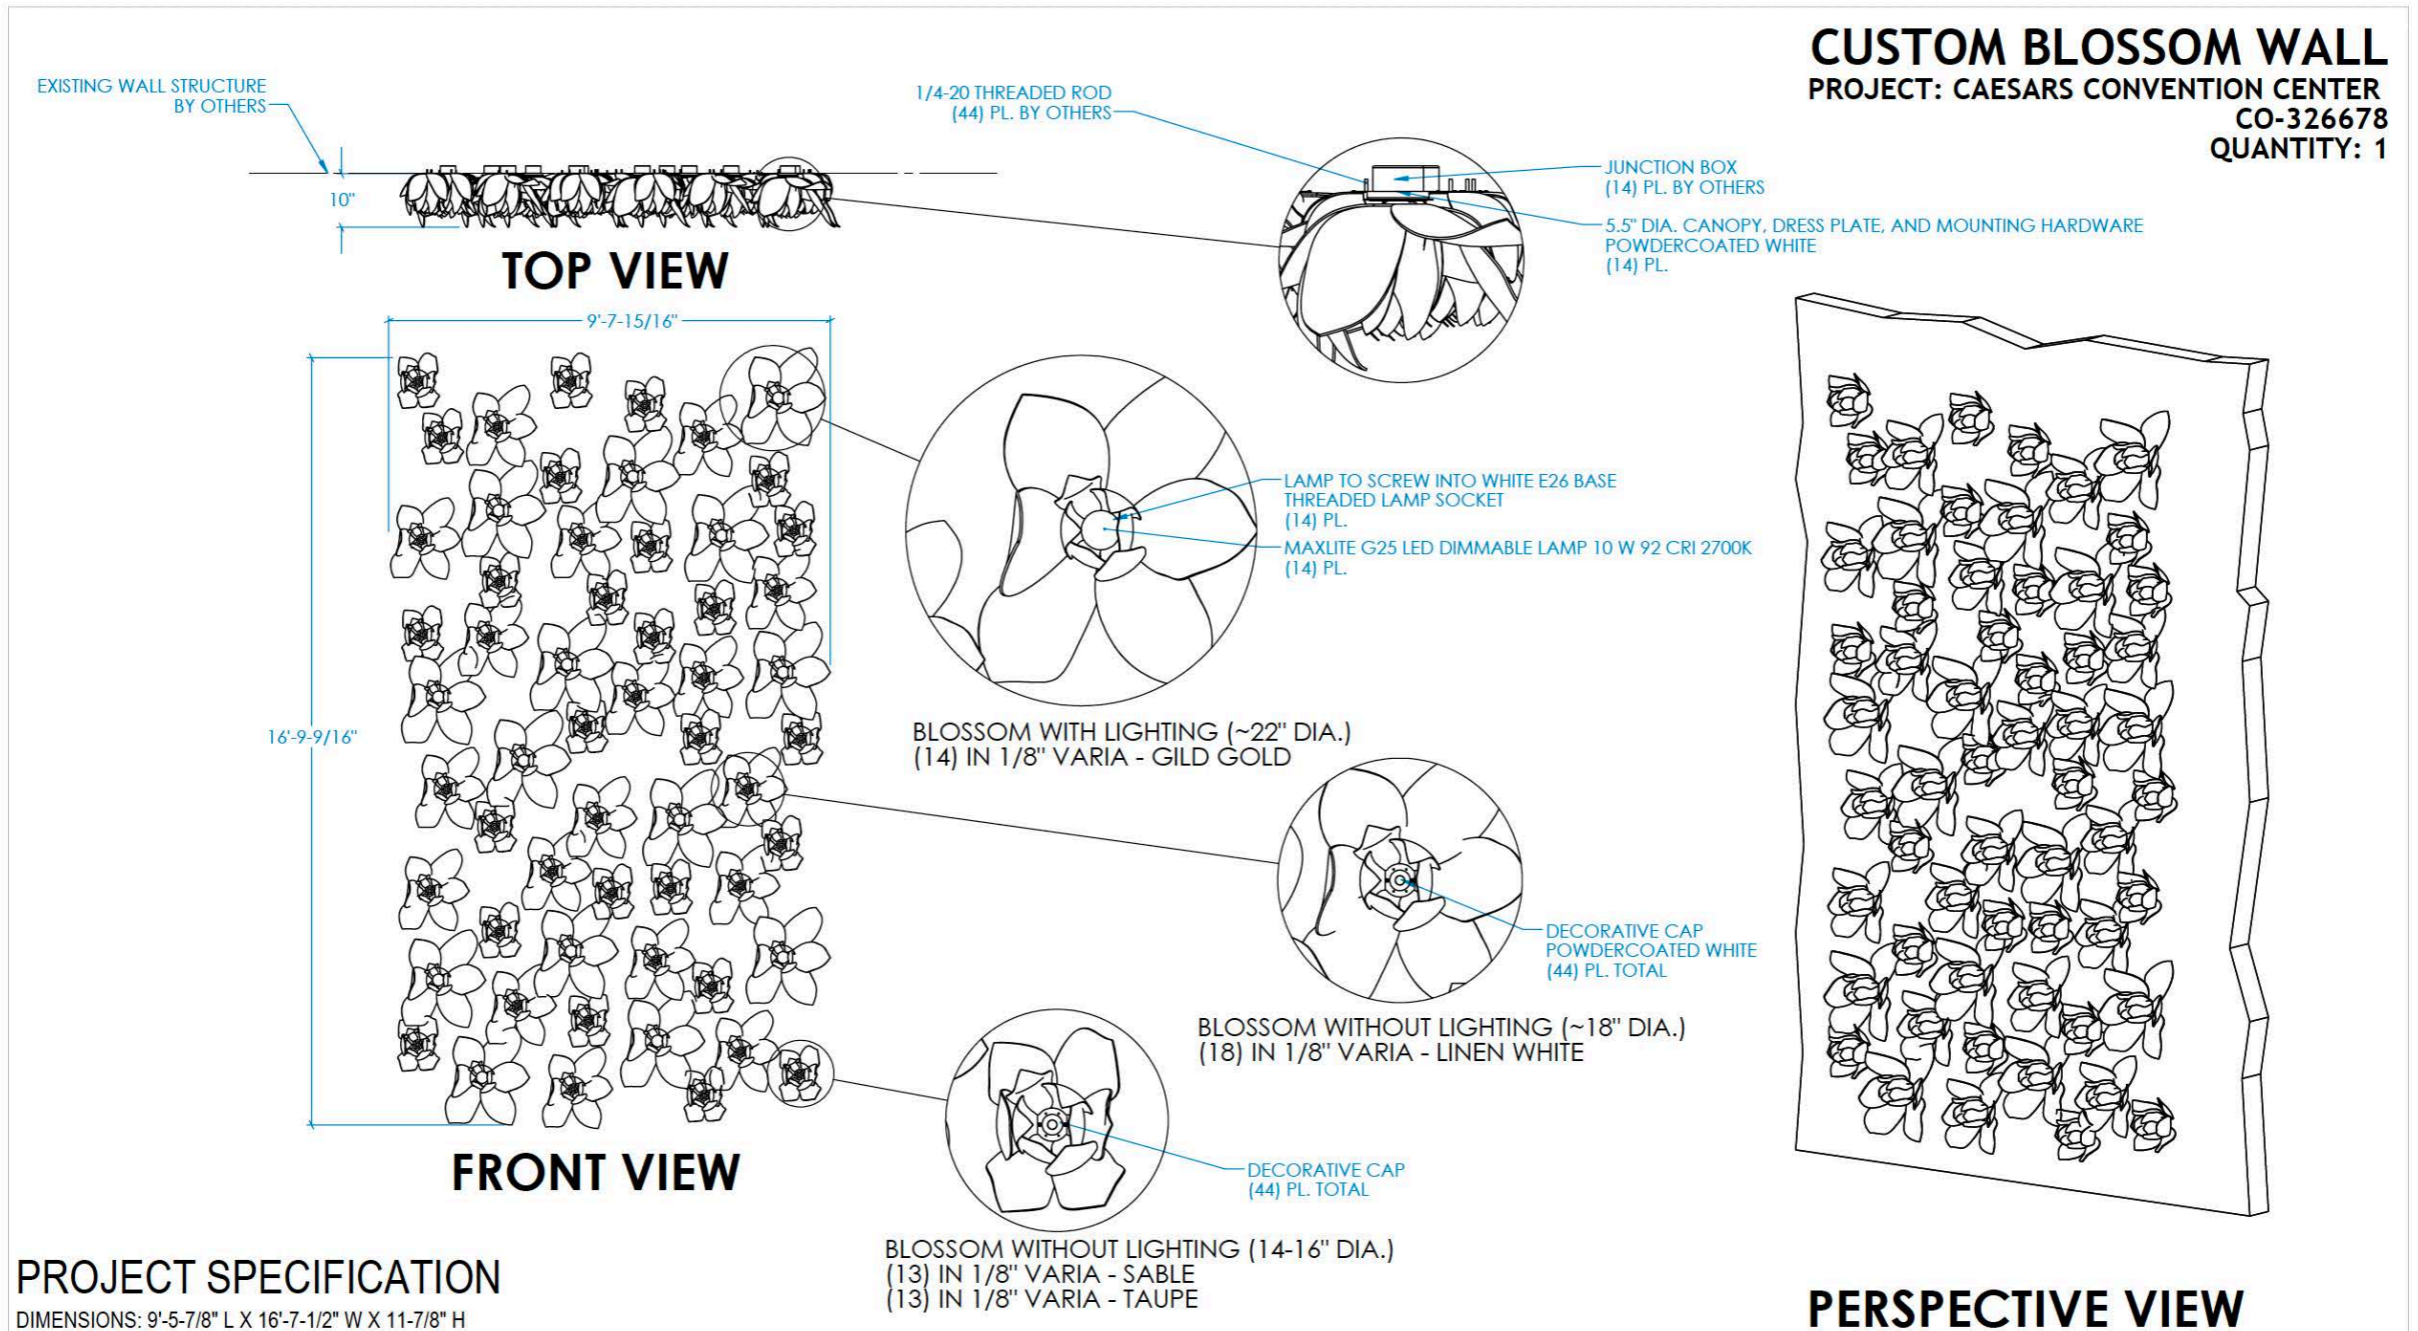 CUSTOM BLOSSOM WALL
PROJECT: CAESARS CONVENTION CENTER
CO-326678
QUANTITY: 1
EXISTING WALL STRUCTURE
BY OTHERS
10"
TOP VIEW
1/4-20 THREADED ROD
(44) PL. BY OTHERS
JUNCTION BOX
(14) PL. BY OTHERS
5.5" DIA. CANOPY, DRESS PLATE, AND MOUNTING HARDWARE
POWDERCOATED WHITE
(14) PL.
9'-7-15/16"
16'-9-9/16"
FRONT VIEW
LAMP TO SCREW INTO WHITE E26 BASE
THREADED LAMP SOCKET
(14) PL.
MAXLITE G25 LED DIMMABLE LAMP 10 W 92 CRI 2700K
(14) PL.
BLOSSOM WITH LIGHTING (~22" DIA.)
(14) IN 1/8" VARIA - GILD GOLD
DECORATIVE CAP
POWDERCOATED WHITE
(44) PL. TOTAL
BLOSSOM WITHOUT LIGHTING (~18" DIA.)
(18) IN 1/8" VARIA - LINEN WHITE
DECORATIVE CAP
(44) PL. TOTAL
BLOSSOM WITHOUT LIGHTING (14-16" DIA.)
(13) IN 1/8" VARIA - SABLE
(13) IN 1/8" VARIA - TAUPE
PERSPECTIVE VIEW
PROJECT SPECIFICATION
DIMENSIONS: 9'-5-7/8" L X 16'-7-1/2" W X 11-7/8" H